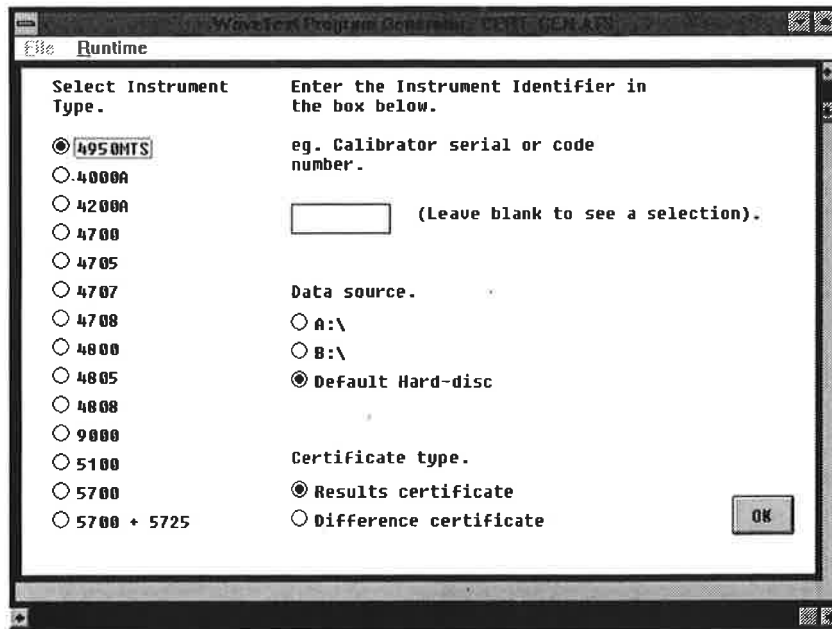 WaveTest Program Generator - CERT_GEN.ATS
File Runtime
Select Instrument
Type.
4950MTS
4000A
4200A
4700
4705
4707
4708
4800
4805
4808
9000
5100
5700
5700 + 5725
Enter the Instrument Identifier in
the box below.
eg. Calibrator serial or code
number.
(Leave blank to see a selection).
Data source.
A:\
B:\
Default Hard-disc
Certificate type.
Results certificate
Difference certificate
OK